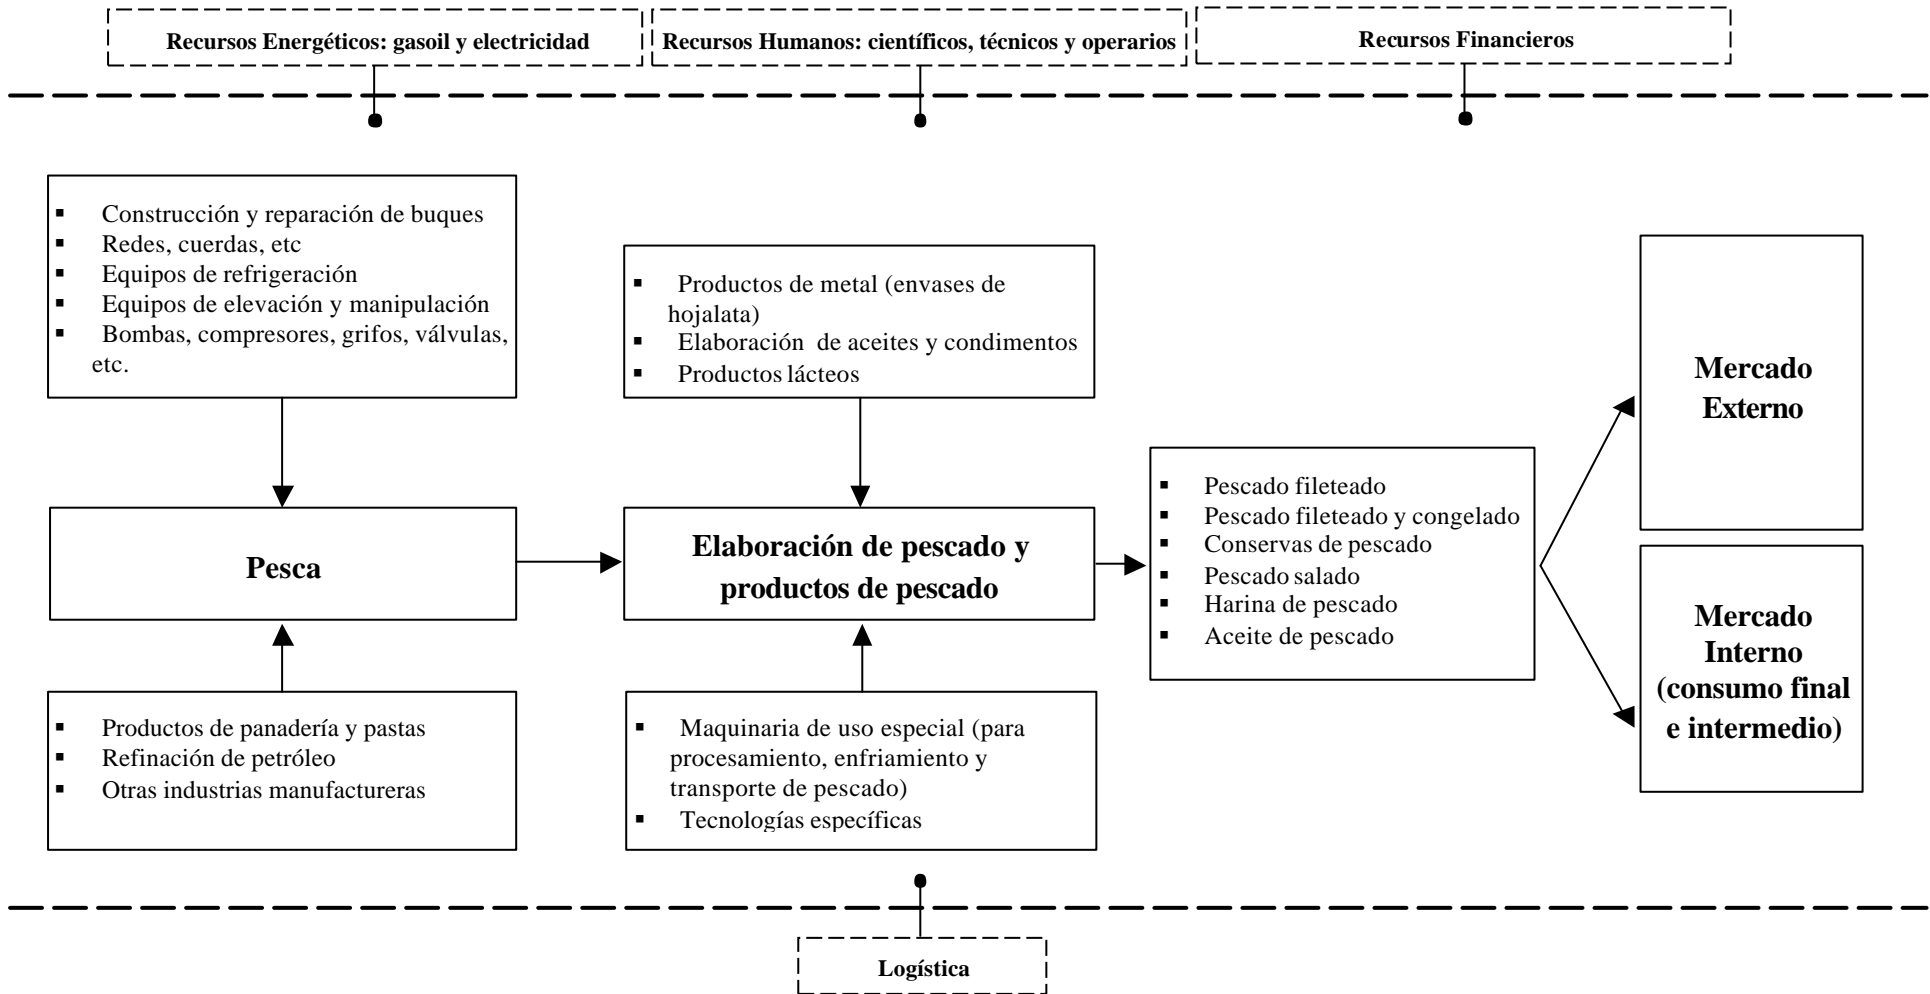 Recursos Energéticos: gasoil y electricidad
Recursos Humanos: científicos, técnicos y operarios
Recursos Financieros
▪ Construcción y reparación de buques
▪ Redes, cuerdas, etc
▪ Equipos de refrigeración
▪ Equipos de elevación y manipulación
▪ Bombas, compresores, grifos, válvulas,
etc.
▪ Productos de metal (envases de
hojalata)
▪ Elaboración de aceites y condimentos
▪ Productos lácteos
Pesca
Elaboración de pescado y
productos de pescado
▪ Pescado fileteado
▪ Pescado fileteado y congelado
▪ Conservas de pescado
▪ Pescado salado
▪ Harina de pescado
▪ Aceite de pescado
Mercado
Externo
Mercado
Interno
(consumo final
e intermedio)
▪ Productos de panadería y pastas
▪ Refinación de petróleo
▪ Otras industrias manufactureras
▪ Maquinaria de uso especial (para
procesamiento, enfriamiento y
transporte de pescado)
▪ Tecnologías específicas
Logística